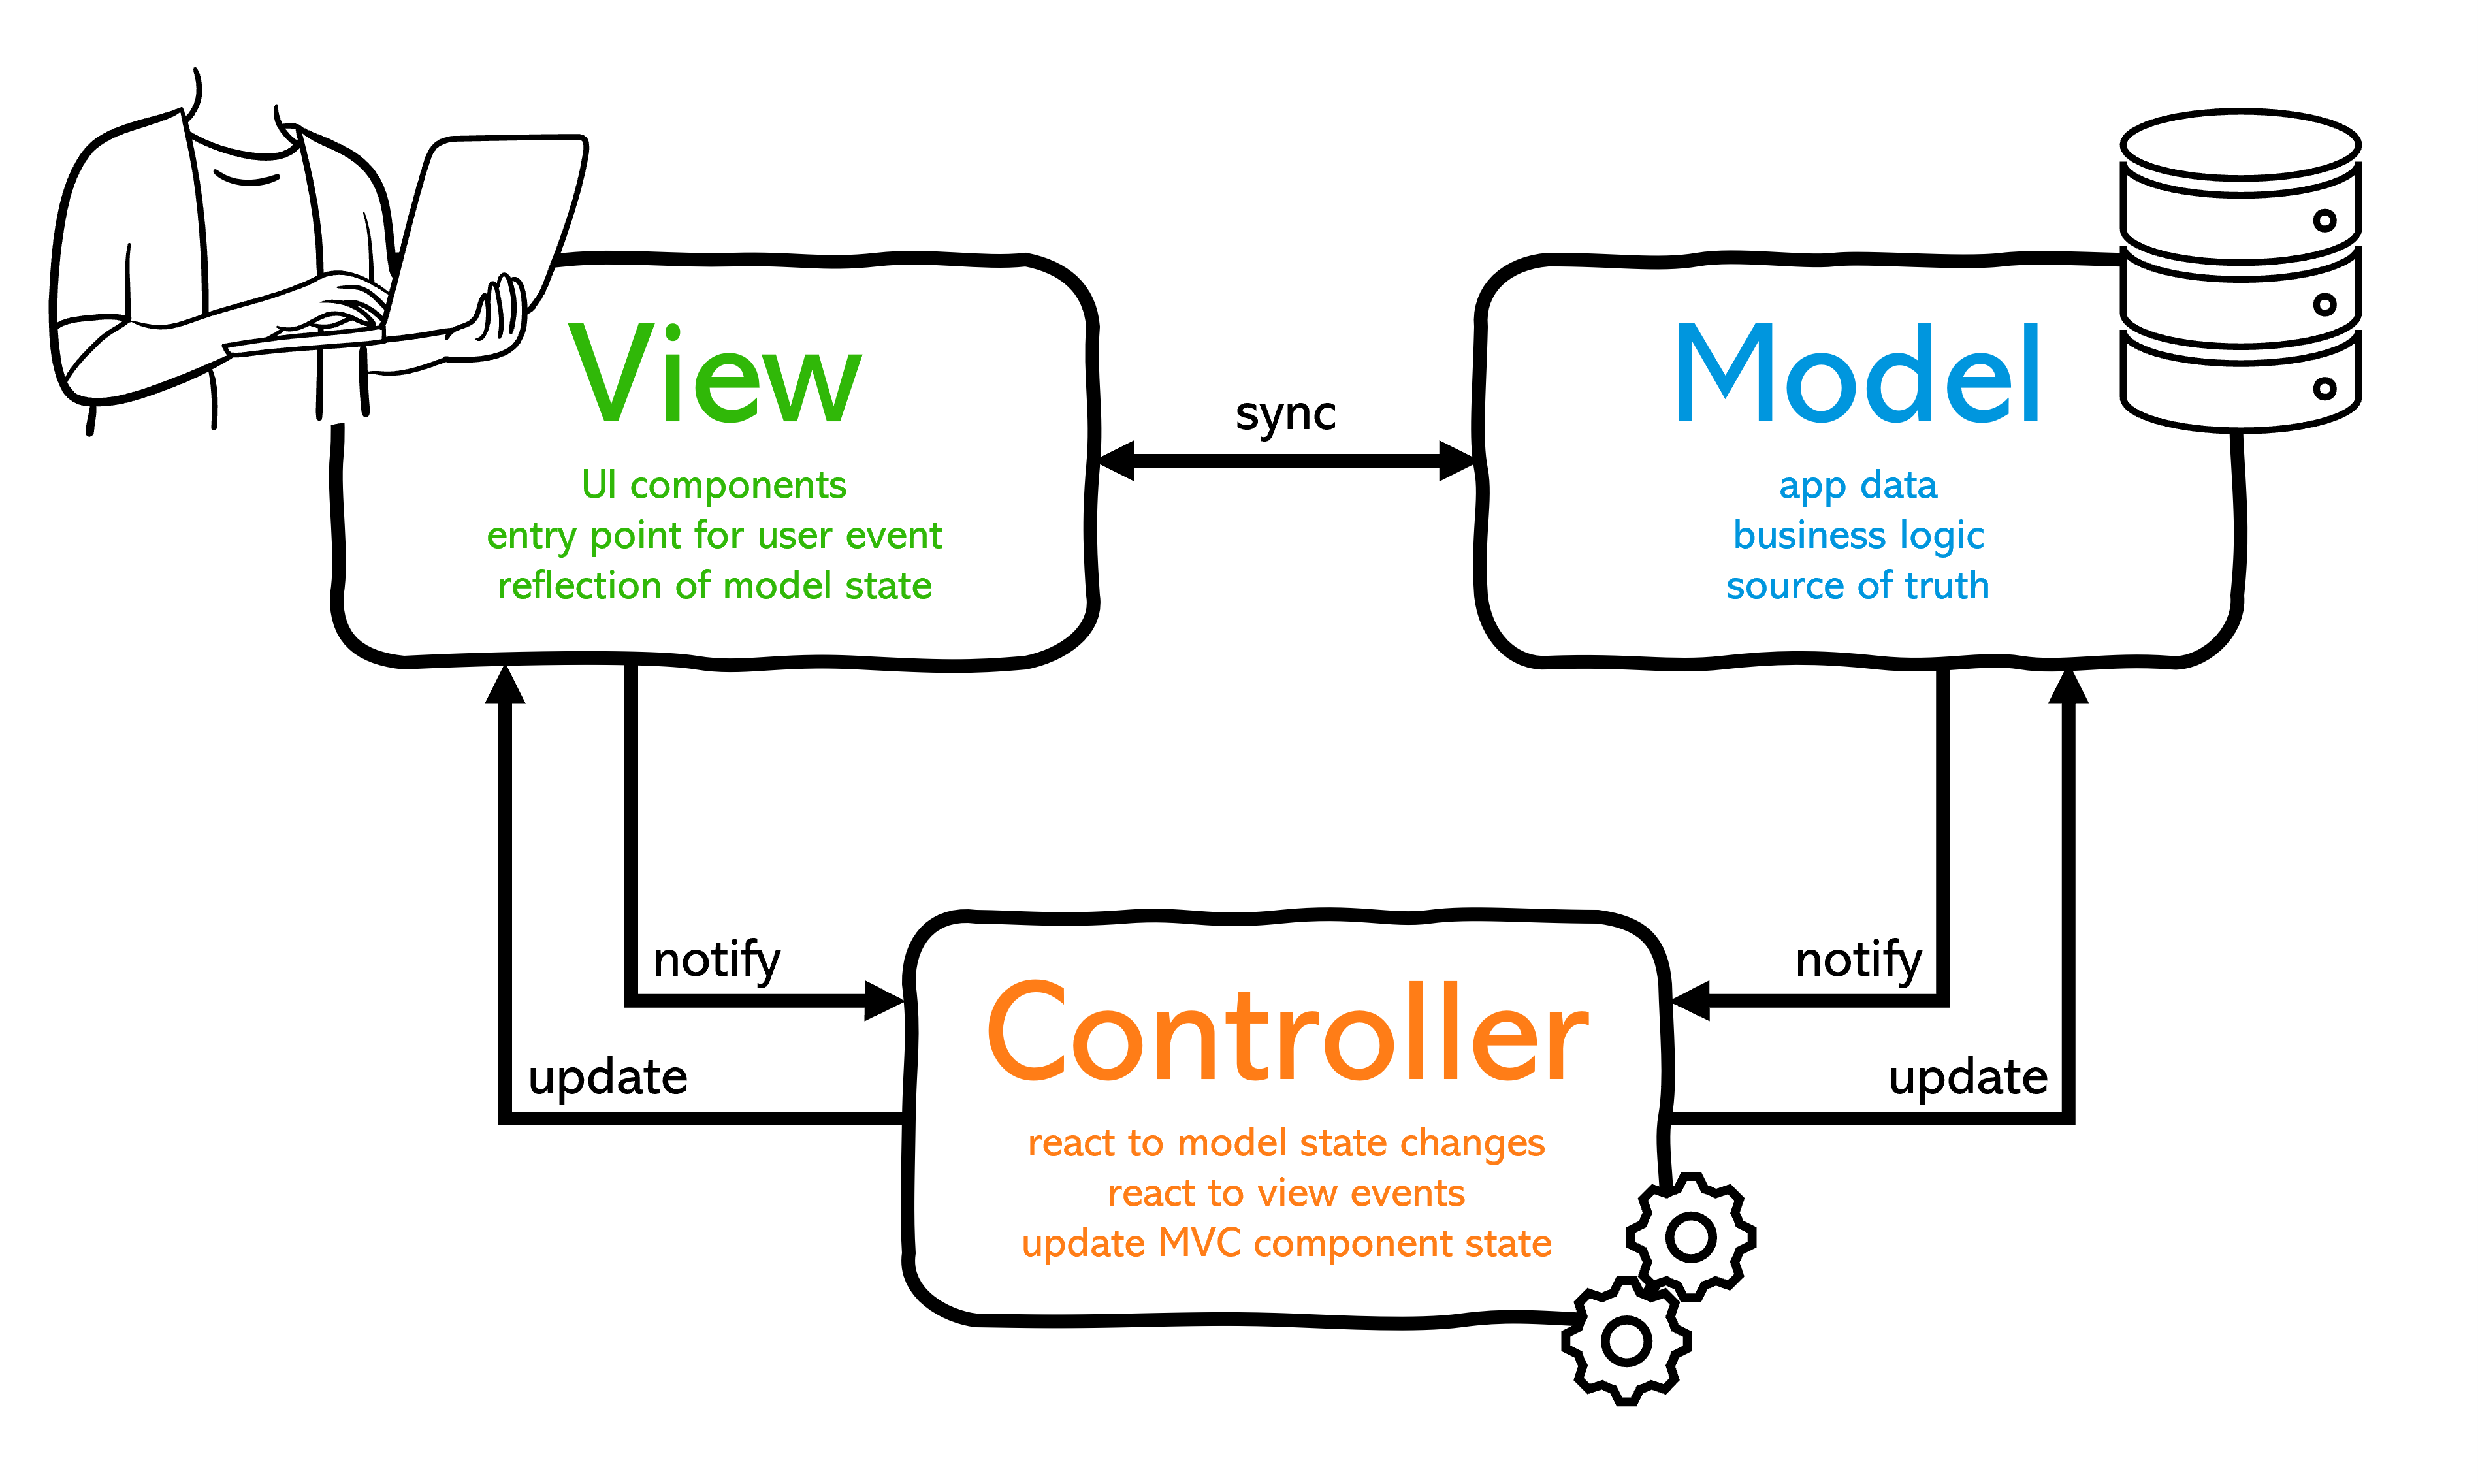 View
UI components
entry point for user event
reflection of model state
sync
Model
app data
business logic
source of truth
notify
update
Controller
react to model state changes
react to view events
update MVC component state
notify
update